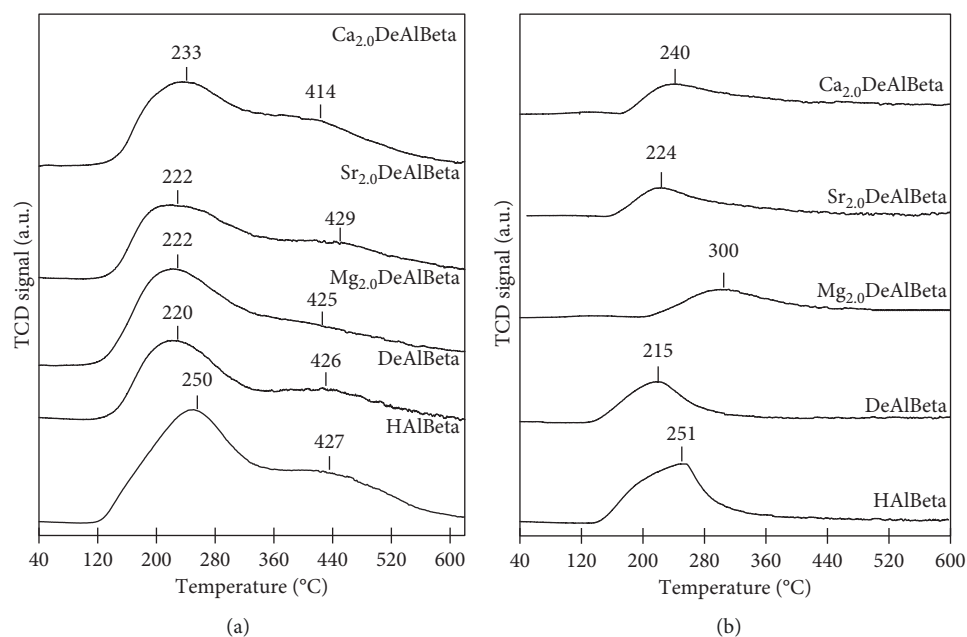 Ca2.0DeAlBeta
233
414
Sr2.0DeAlBeta
222
429
Mg2.0DeAlBeta
222
425
DeAlBeta
220
426
HAlBeta
250
427
TCD signal (a.u.)
40 120 200 280 360 440 520 600
Temperature (°C)
(a)
240
Ca2.0DeAlBeta
224
Sr2.0DeAlBeta
300
Mg2.0DeAlBeta
215
DeAlBeta
251
HAlBeta
TCD signal (a.u.)
40 120 200 280 360 440 520 600
Temperature (°C)
(b)